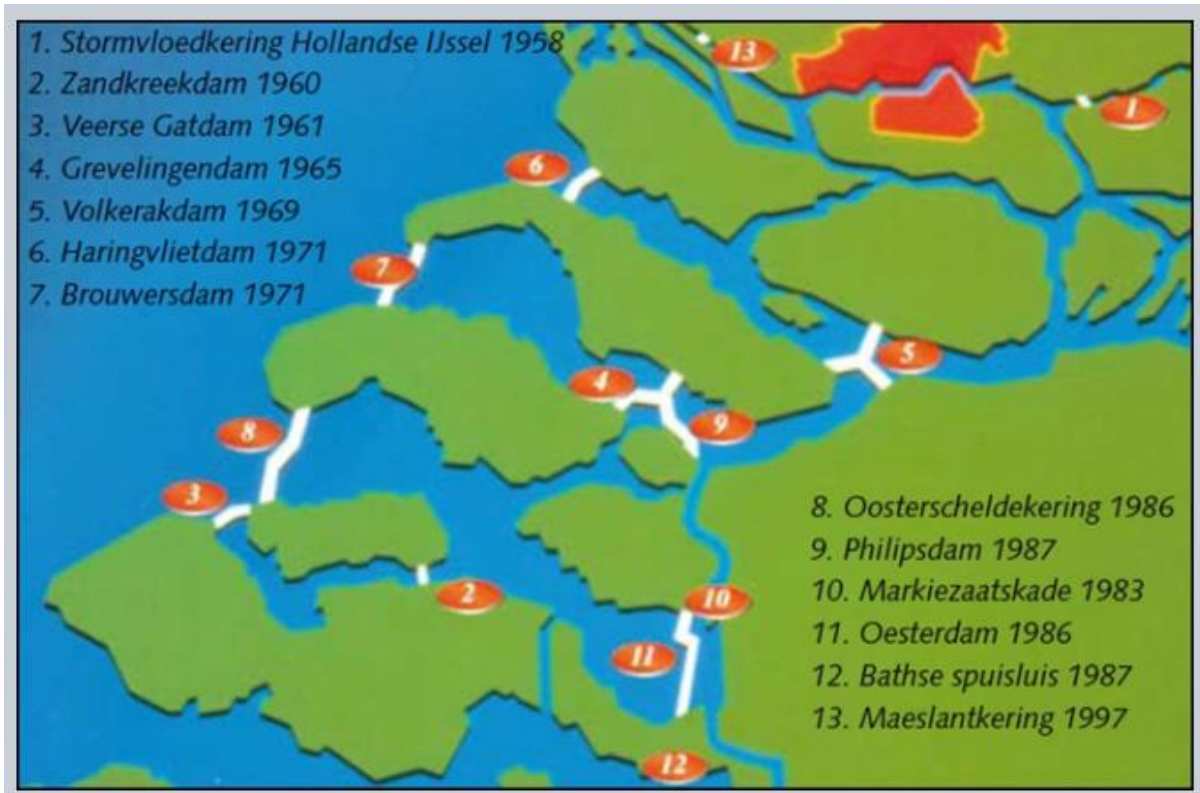 1. Stormvloedkering Hollandse IJssel 1958
2. Zandkreekdam 1960
3. Veerse Gatdam 1961
4. Grevelingendam 1965
5. Volkerakdam 1969
6. Haringvlietdam 1971
7. Brouwersdam 1971
13
1
6
7
5
4
9
8
3
8. Oosterscheldekering 1986
9. Philipsdam 1987
10. Markiezaatskade 1983
11. Oesterdam 1986
12. Bathse spuisluis 1987
13. Maeslantkering 1997
2
10
11
12